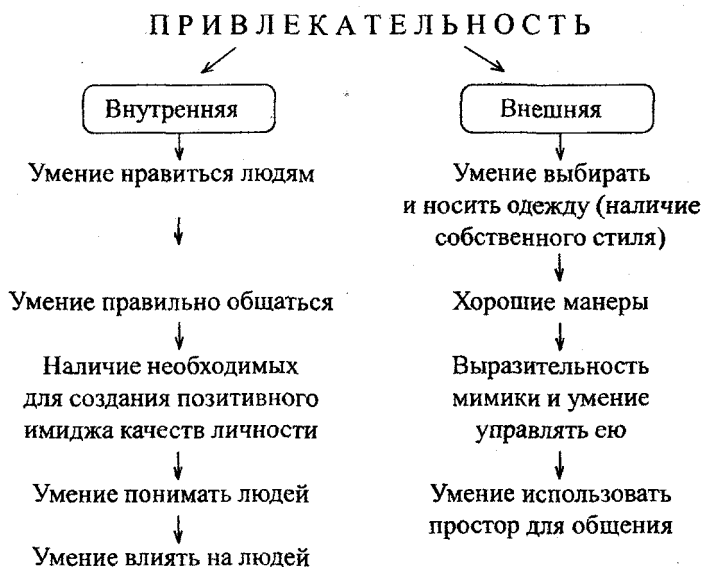 ПРИВЛЕКАТЕЛЬНОСТЬ
Внутренняя
Умение нравиться людям
Умение правильно общаться
Наличие необходимых
для создания позитивного
имиджа качеств личности
Умение понимать людей
Умение влиять на людей
Внешняя
Умение выбирать
и носить одежду (наличие
собственного стиля)
Хорошие манеры
Выразительность
мимики и умение
управлять ею
Умение использовать
простор для общения